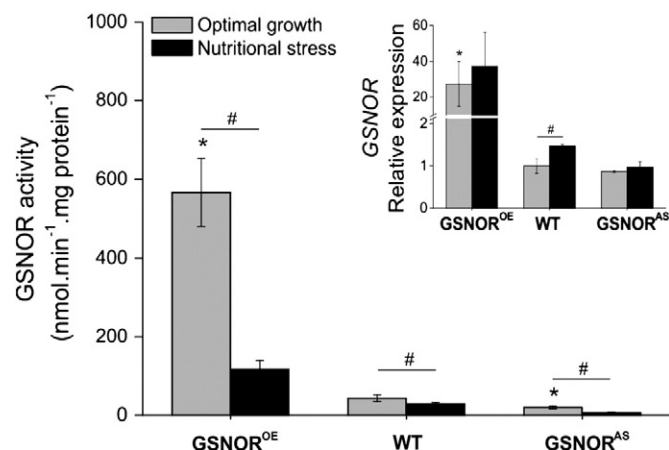 1000
800
600
400
200
0
GSNOR activity
(nmol.min⁻¹.mg protein⁻¹)
Optimal growth
Nutritional stress
#
*
#
#
*
GSNOR^OE
WT
GSNOR^AS
GSNOR
Relative expression
60
40
20
2
1
0
*
#
GSNOR^OE
WT
GSNOR^AS